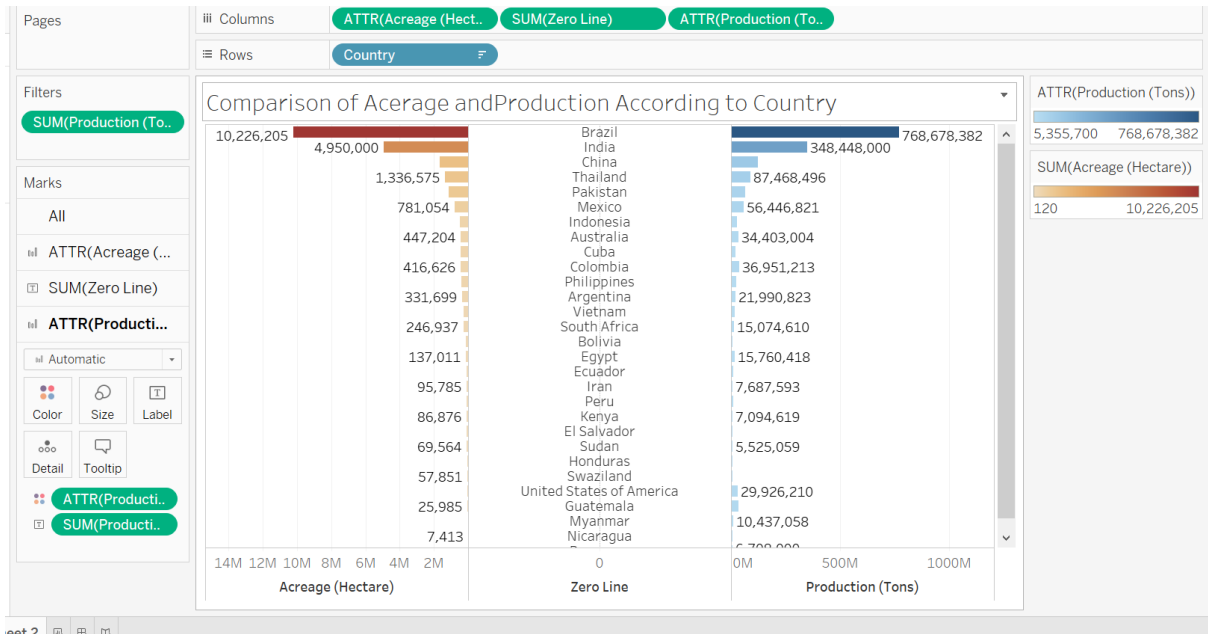 Pages
Columns ATTR(Acreage (Hect.. SUM(Zero Line) ATTR(Production (To..
Rows Country
Filters
SUM(Production (To..
Marks
All
ATTR(Acreage (...
SUM(Zero Line)
ATTR(Producti...
Automatic
Color Size Label
Detail Tooltip
ATTR(Producti..
SUM(Producti..
Comparison of Acerage andProduction According to Country
10,226,205 Brazil 768,678,382
4,950,000 India 348,448,000
China
1,336,575 Thailand 87,468,496
Pakistan
781,054 Mexico 56,446,821
Indonesia
447,204 Australia 34,403,004
Cuba
416,626 Colombia 36,951,213
Philippines
331,699 Argentina 21,990,823
Vietnam
246,937 South Africa 15,074,610
Bolivia
137,011 Egypt 15,760,418
Ecuador
95,785 Iran 7,687,593
Peru
86,876 Kenya 7,094,619
El Salvador
69,564 Sudan 5,525,059
Honduras
57,851 Swaziland
United States of America 29,926,210
25,985 Guatemala
Myanmar 10,437,058
7,413 Nicaragua
14M 12M 10M 8M 6M 4M 2M 0 0M 500M 1000M
Acreage (Hectare) Zero Line Production (Tons)
ATTR(Production (Tons))
5,355,700 768,678,382
SUM(Acreage (Hectare))
120 10,226,205